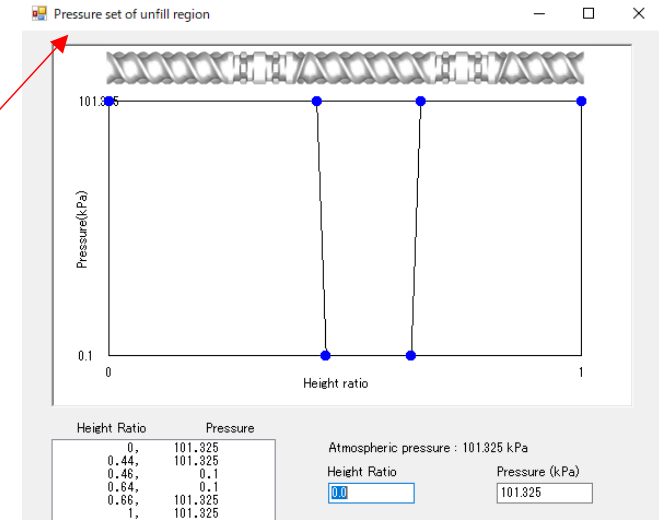 Pressure set of unfill region
101.325
Pressure(kPa)
0.1
0
1
Height ratio
Height Ratio Pressure
0, 101.325
0.44, 101.325
0.46, 0.1
0.64, 0.1
0.66, 101.325
1, 101.325
Atmospheric pressure : 101.325 kPa
Height Ratio Pressure (kPa)
0.0 101.325